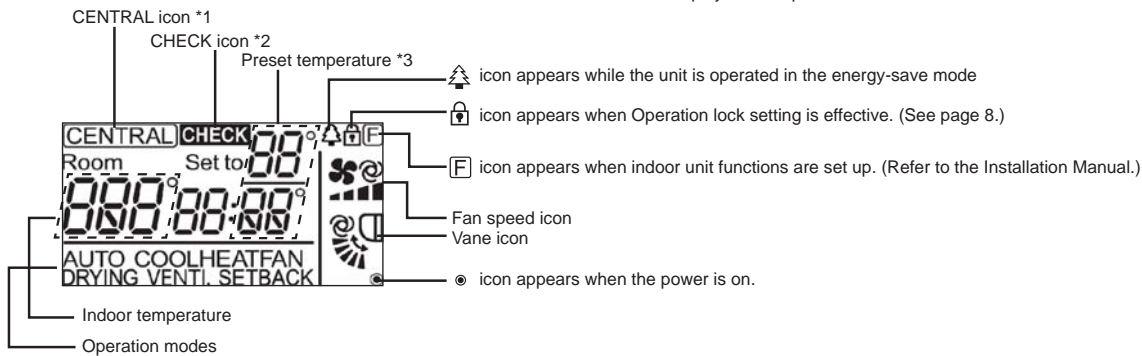 CENTRAL icon *1
CHECK icon *2
Preset temperature *3
icon appears while the unit is operated in the energy-save mode
icon appears when Operation lock setting is effective. (See page 8.)
F icon appears when indoor unit functions are set up. (Refer to the Installation Manual.)
Fan speed icon
Vane icon
icon appears when the power is on.
CENTRAL CHECK 88° F
Room Set to
888° 88:88°
AUTO COOLHEATFAN
DRYING VENTI. SETBACK
Indoor temperature
Operation modes